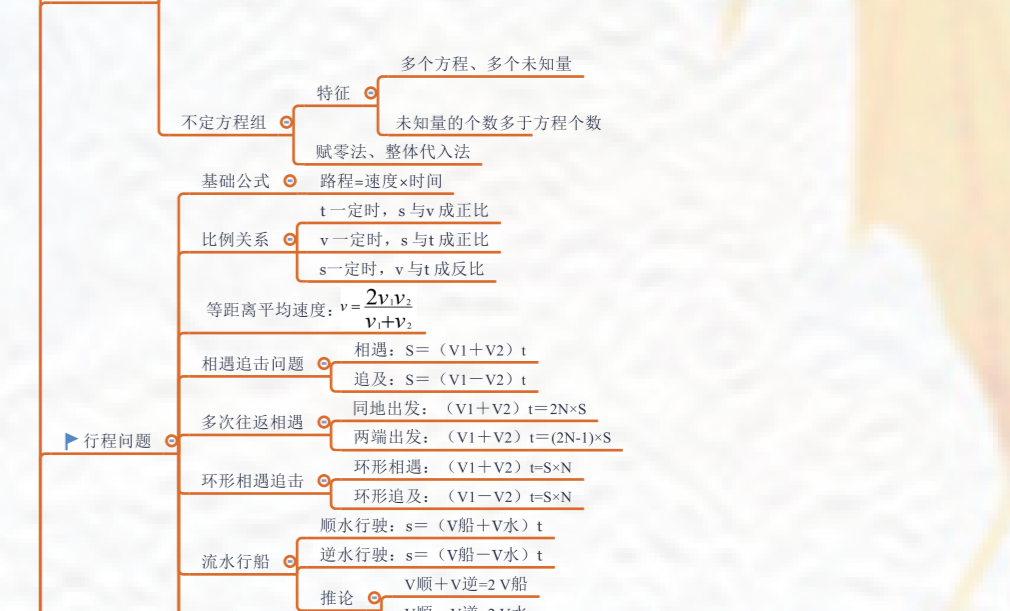 多个方程、多个未知量
特征
不定方程组
未知量的个数多于方程个数
赋零法、整体代入法
基础公式
路程=速度×时间
t 一定时，s 与v 成正比
比例关系
v 一定时，s 与t 成正比
s一定时，v 与t 成反比
等距离平均速度：v = 2v₁v₂ / v₁+v₂
相遇追击问题
相遇：S＝（V1＋V2）t
追及：S＝（V1－V2）t
多次往返相遇
同地出发：（V1＋V2）t＝2N×S
两端出发：（V1＋V2）t＝(2N-1)×S
行程问题
环形相遇追击
环形相遇：（V1＋V2）t=S×N
环形追及：（V1－V2）t=S×N
顺水行驶：s＝（V船＋V水）t
流水行船
逆水行驶：s＝（V船－V水）t
推论
V顺＋V逆=2 V船